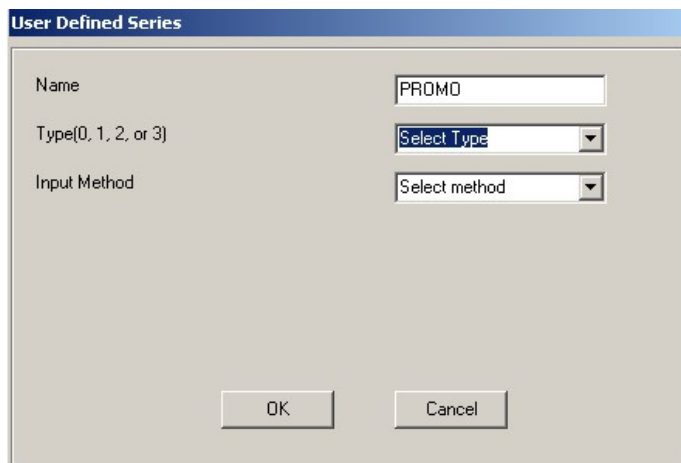 User Defined Series
Name PROMO
Type(0, 1, 2, or 3) Select Type
Input Method Select method
OK Cancel